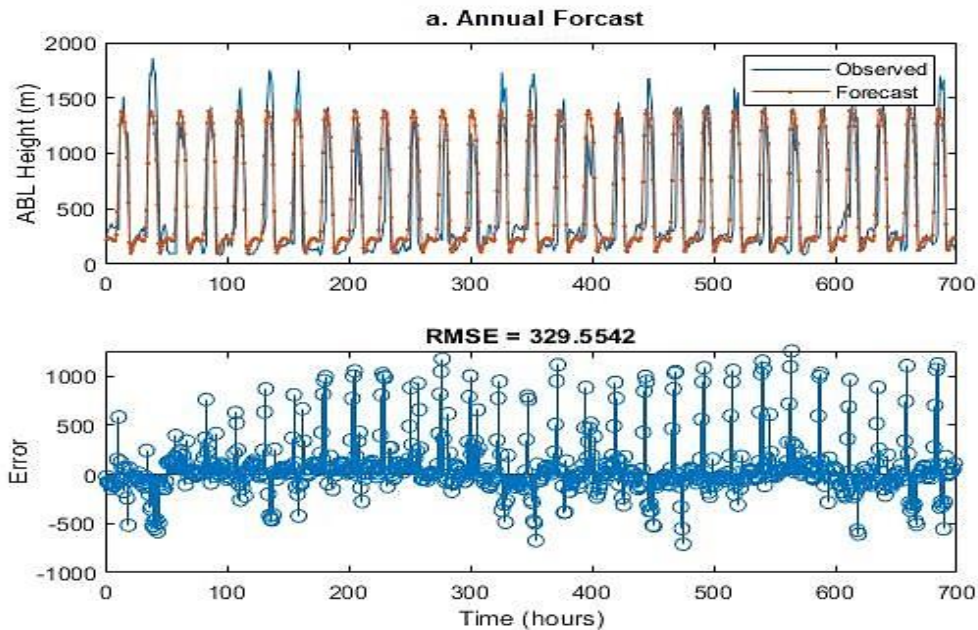 a. Annual Forcast
2000
1500
1000
500
0
ABL Height (m)
Observed
Forecast
0 100 200 300 400 500 600 700
RMSE = 329.5542
1000
500
0
-500
-1000
Error
0 100 200 300 400 500 600 700
Time (hours)